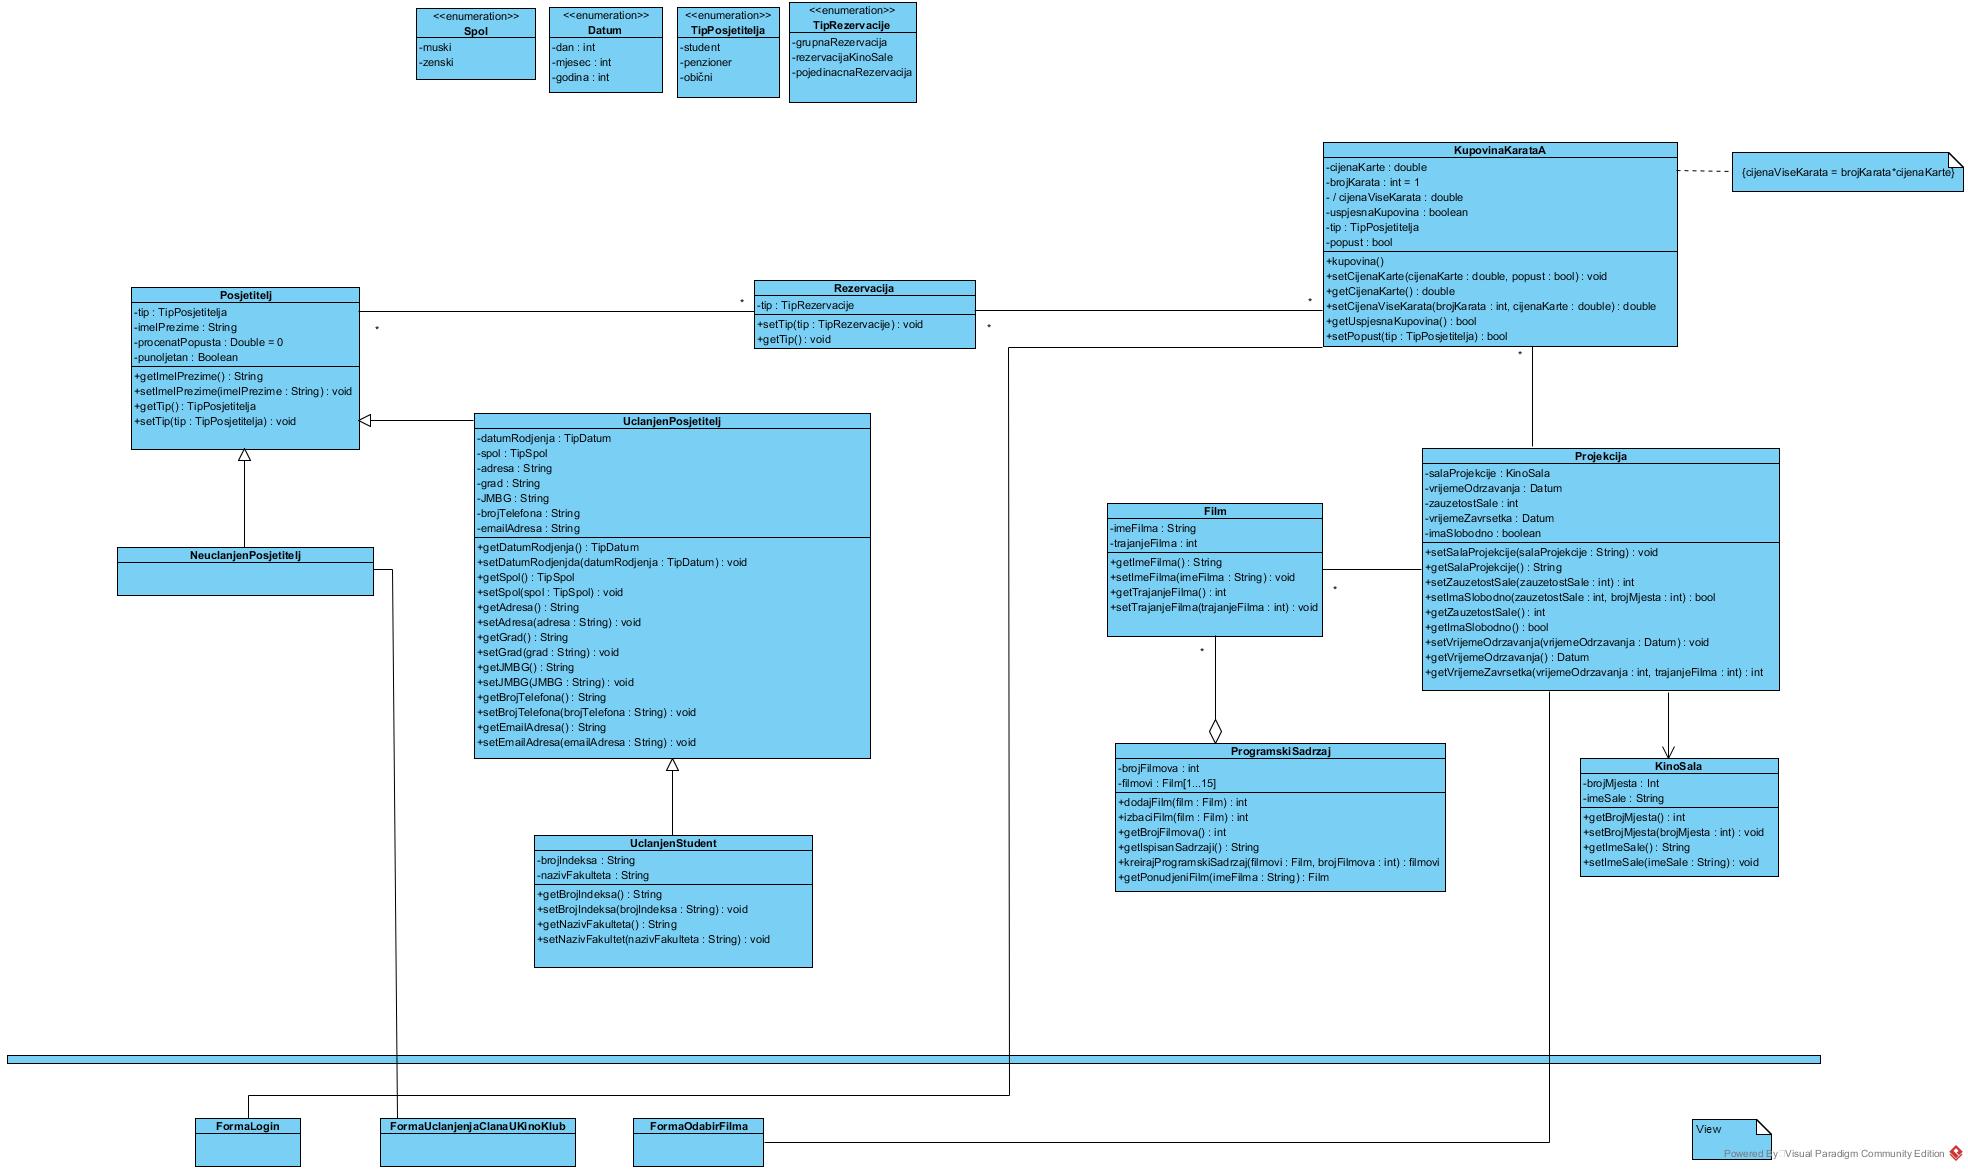 <<enumeration>>
Spol
-muski
-zenski
<<enumeration>>
Datum
-dan : int
-mjesec : int
-godina : int
<<enumeration>>
TipPosjetitelja
-student
-penzioner
-obični
<<enumeration>>
TipRezervacije
-grupnaRezervacija
-rezervacijaKinoSale
-pojedinacnaRezervacija
KupovinaKarataA
-cijenaKarte : double
-brojKarata : int = 1
- / cijenaViseKarata : double
-uspjesnaKupovina : boolean
-tip : TipPosjetitelja
-popust : bool
+kupovina()
+setCijenaKarte(cijenaKarte : double, popust : bool) : void
+getCijenaKarte() : double
+setCijenaViseKarata(brojKarata : int, cijenaKarte : double) : double
+getUspjesnaKupovina() : bool
+setPopust(tip : TipPosjetitelja) : bool
{cijenaViseKarata = brojKarata*cijenaKarte}
Posjetitelj
-tip : TipPosjetitelja
-imeIPrezime : String
-procenatPopusta : Double = 0
-punoljetan : Boolean
+getImeIPrezime() : String
+setImeIPrezime(imeIPrezime : String) : void
+getTip() : TipPosjetitelja
+setTip(tip : TipPosjetitelja) : void
*
*
Rezervacija
-tip : TipRezervacije
+setTip(tip : TipRezervacije) : void
+getTip() : void
*
*
*
UclanjenPosjetitelj
-datumRodjenja : TipDatum
-spol : TipSpol
-adresa : String
-grad : String
-JMBG : String
-brojTelefona : String
-emailAdresa : String
+getDatumRodjenja() : TipDatum
+setDatumRodjenjda(datumRodjenja : TipDatum) : void
+getSpol() : TipSpol
+setSpol(spol : TipSpol) : void
+getAdresa() : String
+setAdresa(adresa : String) : void
+getGrad() : String
+setGrad(grad : String) : void
+getJMBG() : String
+setJMBG(JMBG : String) : void
+getBrojTelefona() : String
+setBrojTelefona(brojTelefona : String) : void
+getEmailAdresa() : String
+setEmailAdresa(emailAdresa : String) : void
NeuclanjenPosjetitelj
Film
-imeFilma : String
-trajanjeFilma : int
+getImeFilma() : String
+setImeFilma(imeFilma : String) : void
+getTrajanjeFilma() : int
+setTrajanjeFilma(trajanjeFilma : int) : void
*
*
Projekcija
-salaProjekcije : KinoSala
-vrijemeOdrzavanja : Datum
-zauzetostSale : int
-vrijemeZavrsetka : Datum
-imaSlobodno : boolean
+setSalaProjekcije(salaProjekcije : String) : void
+getSalaProjekcije() : String
+setZauzetostSale(zauzetostSale : int) : int
+setImaSlobodno(zauzetostSale : int, brojMjesta : int) : bool
+getZauzetostSale() : int
+getImaSlobodno() : bool
+setVrijemeOdrzavanja(vrijemeOdrzavanja : Datum) : void
+getVrijemeOdrzavanja() : Datum
+getVrijemeZavrsetka(vrijemeOdrzavanja : int, trajanjeFilma : int) : int
ProgramskiSadrzaj
-brojFilmova : int
-filmovi : Film[1...15]
+dodajFilm(film : Film) : int
+izbaciFilm(film : Film) : int
+getBrojFilmova() : int
+getIspisanSadrzaji() : String
+kreirajProgramskiSadrzaj(filmovi : Film, brojFilmova : int) : filmovi
+getPonudjeniFilm(imeFilma : String) : Film
KinoSala
-brojMjesta : Int
-imeSale : String
+getBrojMjesta() : int
+setBrojMjesta(brojMjesta : int) : void
+getImeSale() : String
+setImeSale(imeSale : String) : void
UclanjenStudent
-brojIndeksa : String
-nazivFakulteta : String
+getBrojIndeksa() : String
+setBrojIndeksa(brojIndeksa : String) : void
+getNazivFakulteta() : String
+setNazivFakultet(nazivFakulteta : String) : void
FormaLogin
FormaUclanjenjaClanaUKinoKlub
FormaOdabirFilma
View
Powered By Visual Paradigm Community Edition